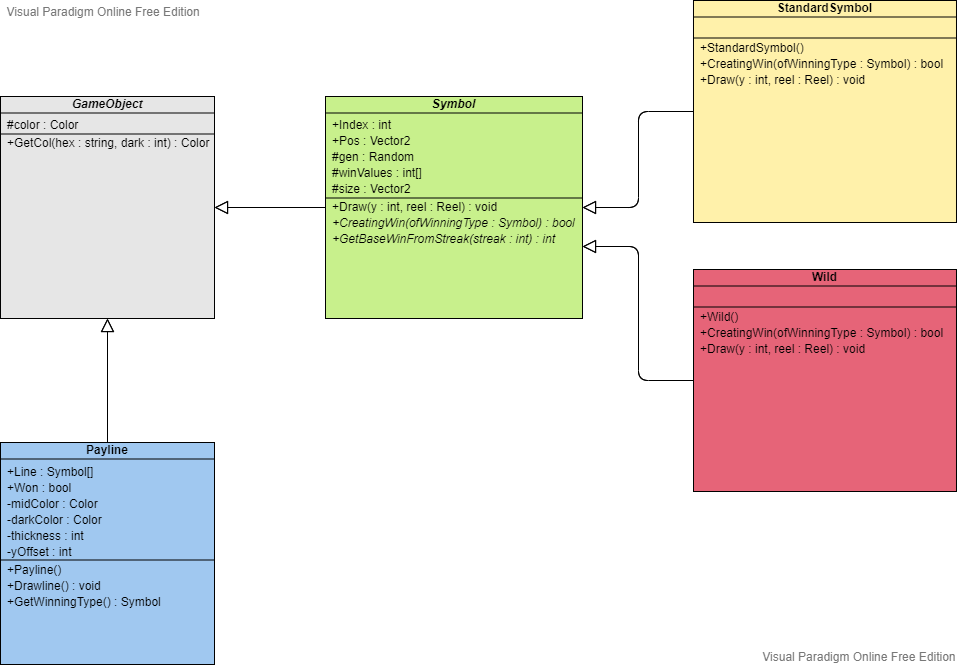 Visual Paradigm Online Free Edition
StandardSymbol
+StandardSymbol()
+CreatingWin(ofWinningType : Symbol) : bool
+Draw(y : int, reel : Reel) : void
GameObject
#color : Color
+GetCol(hex : string, dark : int) : Color
Symbol
+Index : int
+Pos : Vector2
#gen : Random
#winValues : int[]
#size : Vector2
+Draw(y : int, reel : Reel) : void
+CreatingWin(ofWinningType : Symbol) : bool
+GetBaseWinFromStreak(streak : int) : int
Wild
+Wild()
+CreatingWin(ofWinningType : Symbol) : bool
+Draw(y : int, reel : Reel) : void
Payline
+Line : Symbol[]
+Won : bool
-midColor : Color
-darkColor : Color
-thickness : int
-yOffset : int
+Payline()
+Drawline() : void
+GetWinningType() : Symbol
Visual Paradigm Online Free Edition